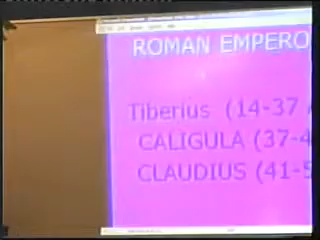 ROMAN EMPERO
Tiberius (14-37
CALIGULA (37-4
CLAUDIUS (41-5